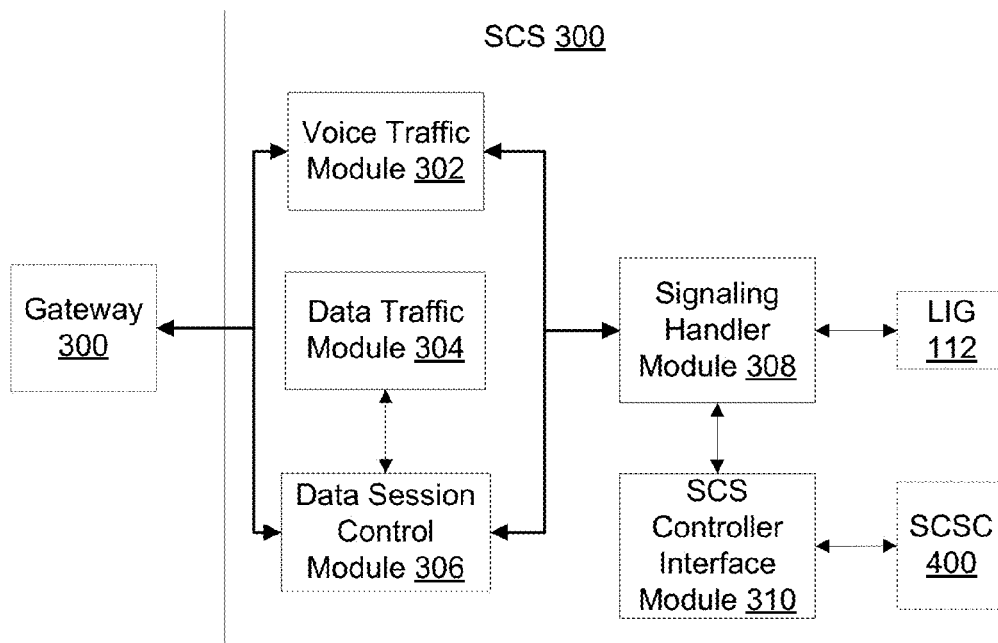 SCS 300
Voice Traffic
Module 302
Gateway
300
Data Traffic
Module 304
Signaling
Handler
Module 308
LIG
112
Data Session
Control
Module 306
SCS
Controller
Interface
Module 310
SCSC
400